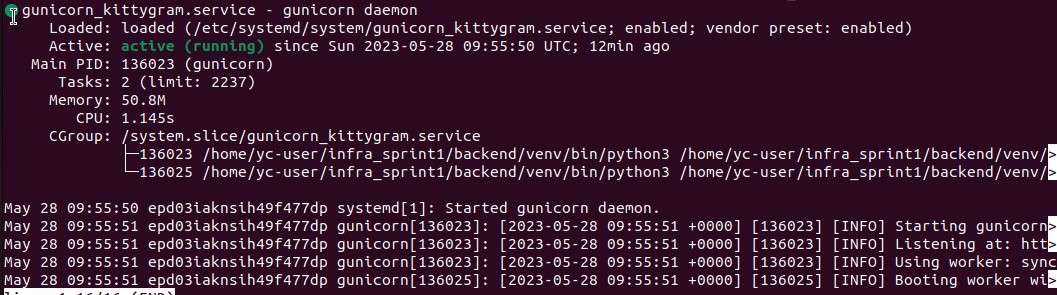 gunicorn_kittygram.service - gunicorn daemon
Loaded: loaded (/etc/systemd/system/gunicorn_kittygram.service; enabled; vendor preset: enabled)
Active: active (running) since Sun 2023-05-28 09:55:50 UTC; 12min ago
Main PID: 136023 (gunicorn)
Tasks: 2 (limit: 2237)
Memory: 50.8M
CPU: 1.145s
CGroup: /system.slice/gunicorn_kittygram.service
├─136023 /home/yc-user/infra_sprint1/backend/venv/bin/python3 /home/yc-user/infra_sprint1/backend/venv/>
└─136025 /home/yc-user/infra_sprint1/backend/venv/bin/python3 /home/yc-user/infra_sprint1/backend/venv/>
May 28 09:55:50 epd03iaknsih49f477dp systemd[1]: Started gunicorn daemon.
May 28 09:55:51 epd03iaknsih49f477dp gunicorn[136023]: [2023-05-28 09:55:51 +0000] [136023] [INFO] Starting gunicorn>
May 28 09:55:51 epd03iaknsih49f477dp gunicorn[136023]: [2023-05-28 09:55:51 +0000] [136023] [INFO] Listening at: htt>
May 28 09:55:51 epd03iaknsih49f477dp gunicorn[136023]: [2023-05-28 09:55:51 +0000] [136023] [INFO] Using worker: sync
May 28 09:55:51 epd03iaknsih49f477dp gunicorn[136025]: [2023-05-28 09:55:51 +0000] [136025] [INFO] Booting worker wi>
lines 1-16/16 (END)